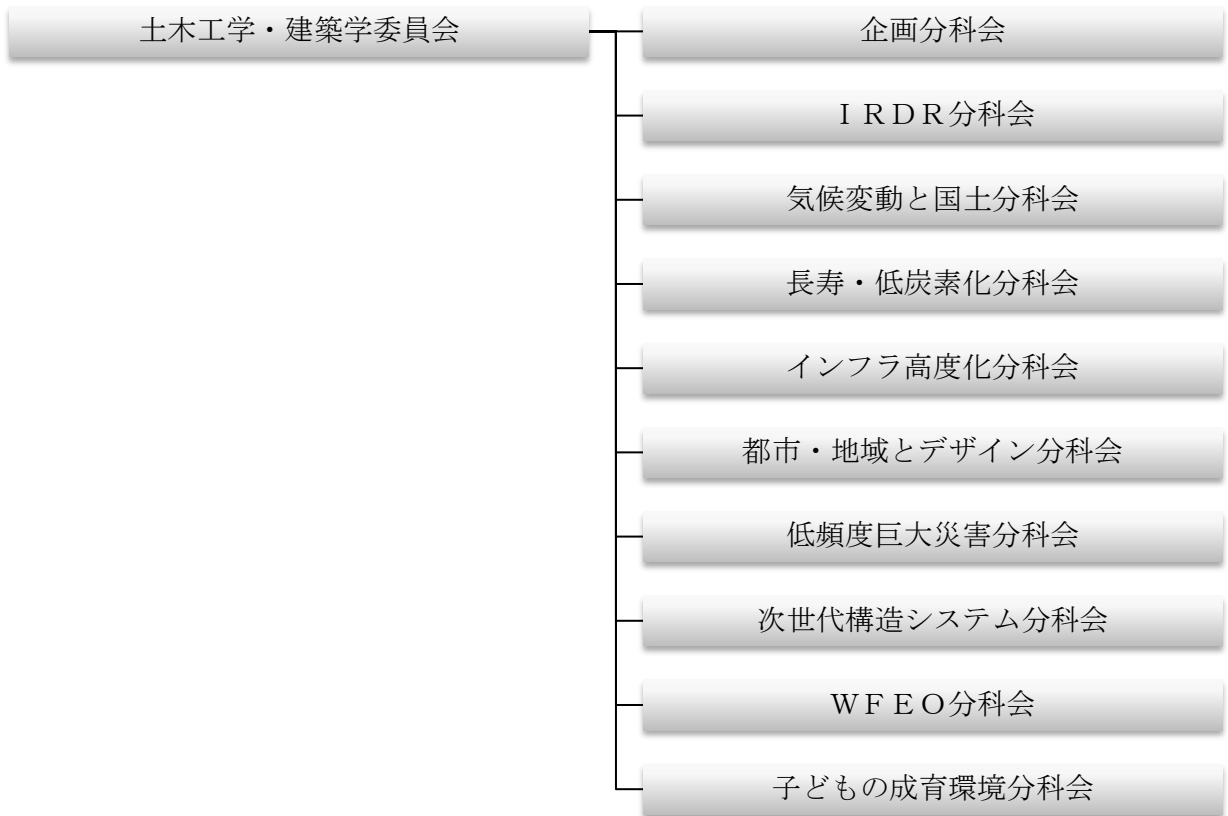 土木工学・建築学委員会
企画分科会
ＩＲＤＲ分科会
気候変動と国土分科会
長寿・低炭素化分科会
インフラ高度化分科会
都市・地域とデザイン分科会
低頻度巨大災害分科会
次世代構造システム分科会
ＷＦＥＯ分科会
子どもの成育環境分科会